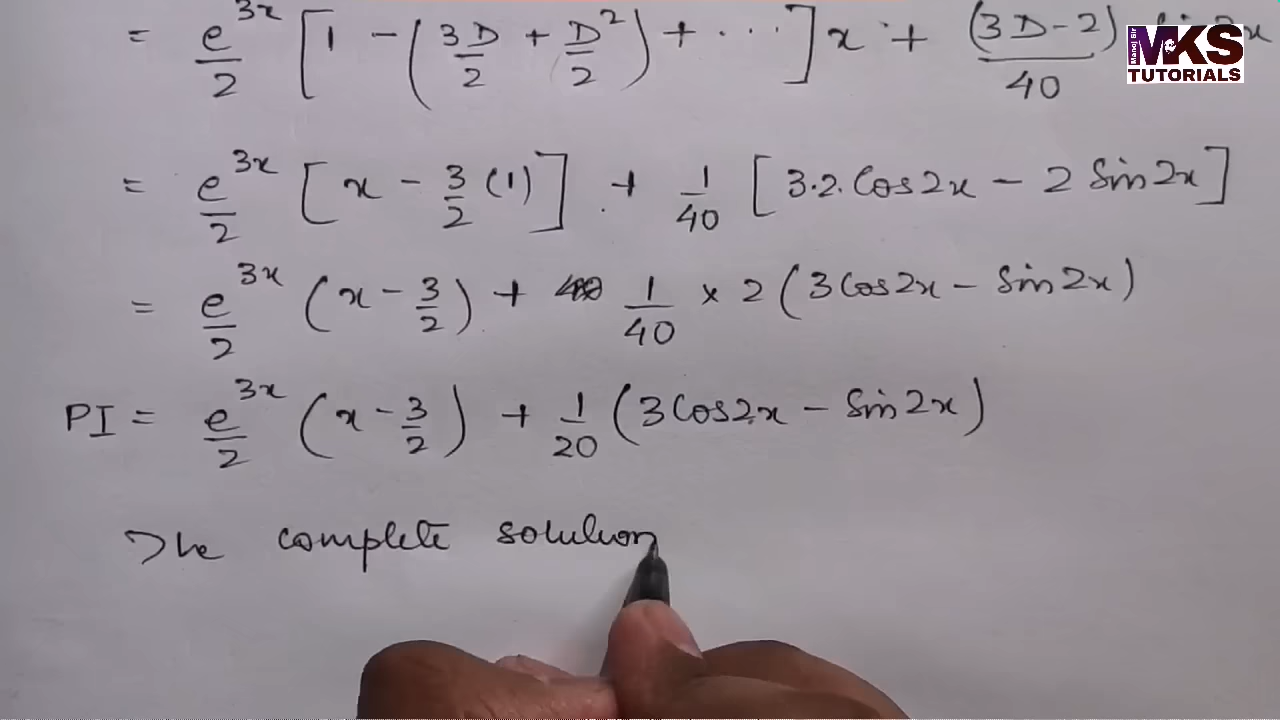 = e^{3x}/2 [1 - (3D/2 + D²/2) + ...] x + (3D-2)/40 x
Manoj Sir MKS TUTORIALS
= e^{3x}/2 [x - 3/2 (1)] + 1/40 [3.2.Cos2x - 2 Sin2x]
= e^{3x}/2 (x - 3/2) + 1/40 × 2 (3Cos2x - Sin2x)
PI = e^{3x}/2 (x - 3/2) + 1/20 (3Cos2x - Sin2x)
The complete solution